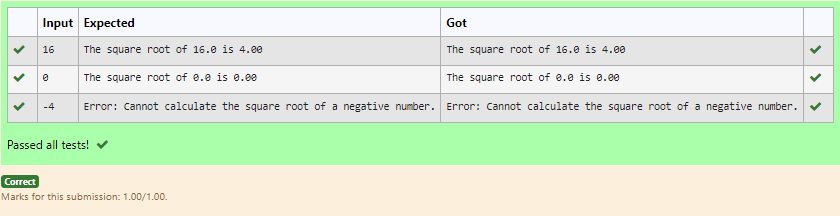 Input Expected Got
16 The square root of 16.0 is 4.00 The square root of 16.0 is 4.00
0 The square root of 0.0 is 0.00 The square root of 0.0 is 0.00
-4 Error: Cannot calculate the square root of a negative number. Error: Cannot calculate the square root of a negative number.
Passed all tests!
Correct
Marks for this submission: 1.00/1.00.